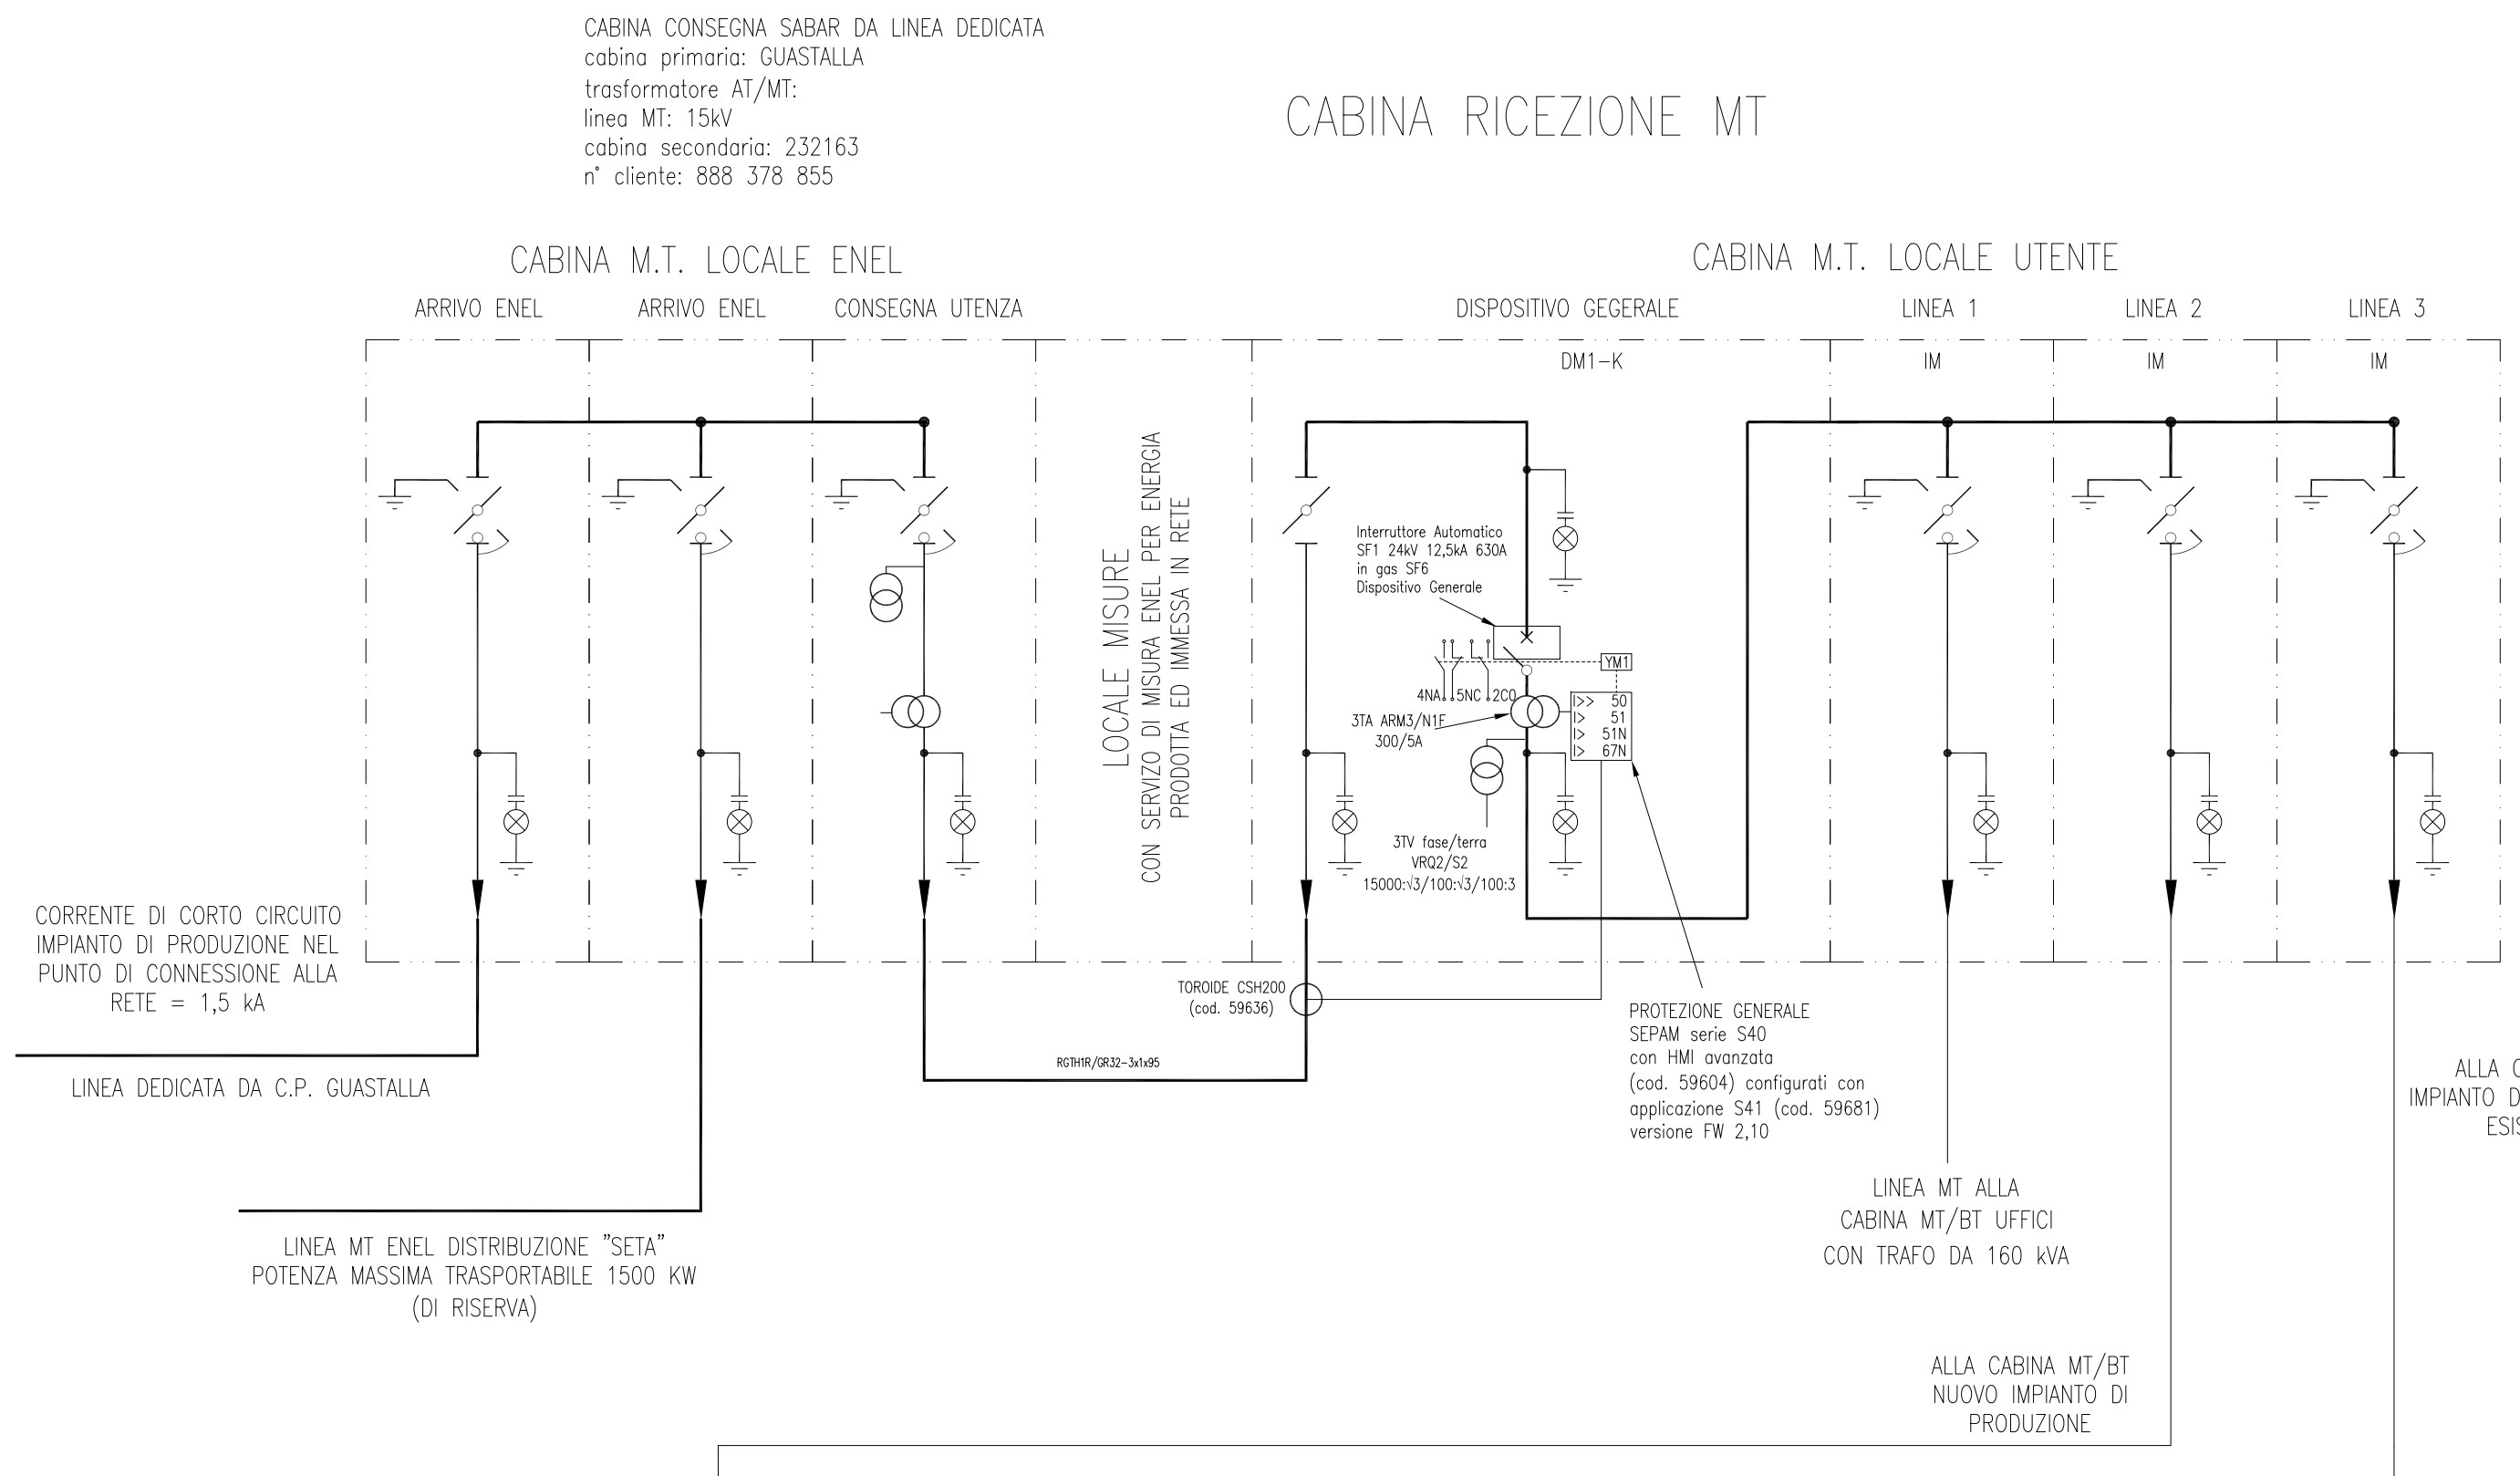 CABINA CONSEGNA SABAR DA LINEA DEDICATA
cabina primaria: GUASTALLA
trasformatore AT/MT:
linea MT: 15kV
cabina secondaria: 232163
n° cliente: 888 378 855
CABINA RICEZIONE MT
CABINA M.T. LOCALE ENEL
CABINA M.T. LOCALE UTENTE
ARRIVO ENEL
ARRIVO ENEL
CONSEGNA UTENZA
DISPOSITIVO GEGERALE
LINEA 1
LINEA 2
LINEA 3
DM1-K
IM
IM
IM
LOCALE MISURE
CON SERVIZO DI MISURA ENEL PER ENERGIA
PRODOTTA ED IMMESSA IN RETE
Interruttore Automatico
SF1 24kV 12,5kA 630A
in gas SF6
Dispositivo Generale
YM1
4NA 5NC 2CO
I>> 50
I> 51
I> 51N
I> 67N
3TA ARM3/N1F
300/5A
3TV fase/terra
VRQ2/S2
15000:√3/100:√3/100:3
CORRENTE DI CORTO CIRCUITO
IMPIANTO DI PRODUZIONE NEL
PUNTO DI CONNESSIONE ALLA
RETE = 1,5 kA
TOROIDE CSH200
(cod. 59636)
PROTEZIONE GENERALE
SEPAM serie S40
con HMI avanzata
(cod. 59604) configurati con
applicazione S41 (cod. 59681)
versione FW 2,10
RGTH1R/GR32-3x1x95
LINEA DEDICATA DA C.P. GUASTALLA
ALLA C
IMPIANTO D
ESIS
LINEA MT ALLA
CABINA MT/BT UFFICI
CON TRAFO DA 160 kVA
LINEA MT ENEL DISTRIBUZIONE "SETA"
POTENZA MASSIMA TRASPORTABILE 1500 KW
(DI RISERVA)
ALLA CABINA MT/BT
NUOVO IMPIANTO DI
PRODUZIONE